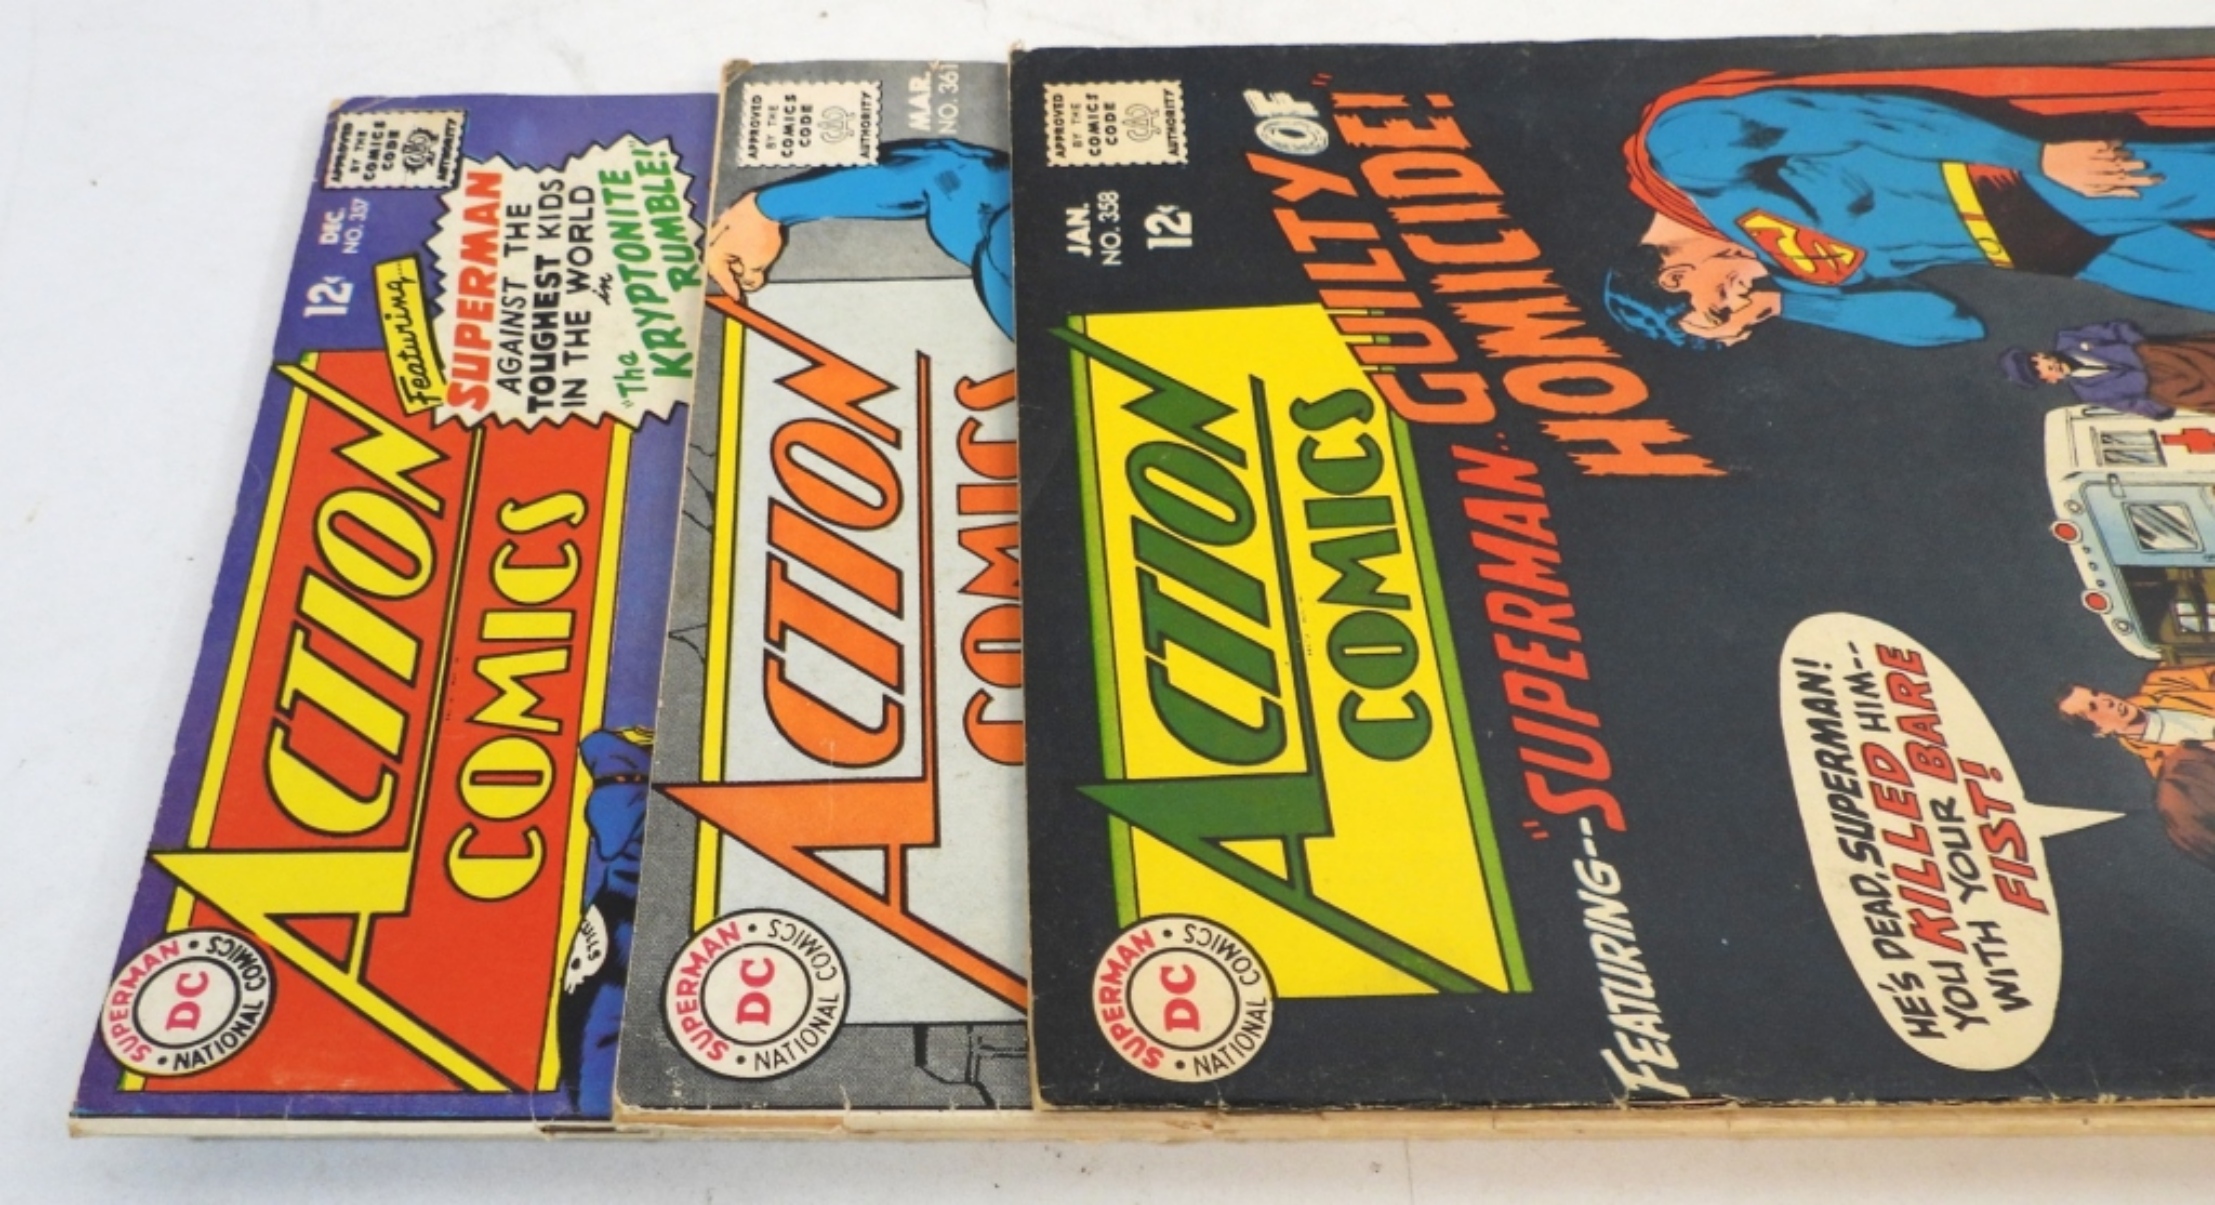 APPROVED
BY THE
COMICS
CODE
AUTHORITY
DEC.
NO. 357
12¢
Featuring...
SUPERMAN
AGAINST THE
TOUGHEST KIDS
IN THE WORLD
in
"The
KRYPTONITE
RUMBLE!"
ACTION
COMICS
SUPERMAN
DC
NATIONAL COMICS
APPROVED
BY THE
COMICS
CODE
AUTHORITY
MAR.
NO. 361
ACTION
COMICS
SUPERMAN
DC
NATIONAL COMICS
APPROVED
BY THE
COMICS
CODE
AUTHORITY
JAN.
NO. 358
12¢
ACTION
COMICS
SUPERMAN
DC
NATIONAL COMICS
FEATURING--
"SUPERMAN..
GUILTY OF
HOMICIDE!"
SUPERMAN..
HE'S DEAD, SUPERMAN!
YOU KILLED HIM--
WITH YOUR BARE
FIST!